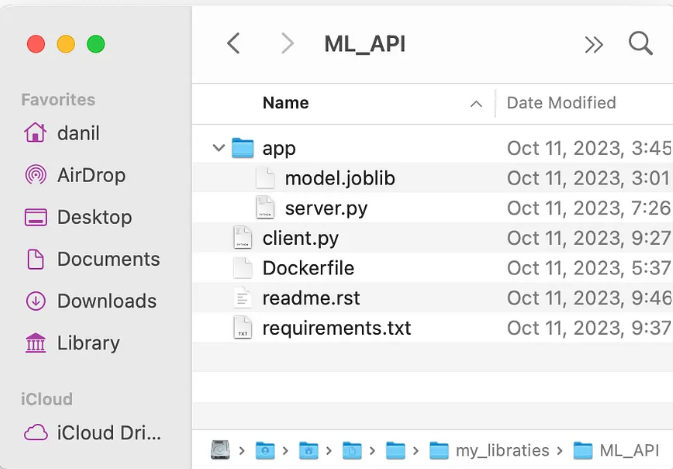 ML_API
Favorites
danil
AirDrop
Desktop
Documents
Downloads
Library
iCloud
iCloud Dri...
Name Date Modified
app Oct 11, 2023, 3:45
model.joblib Oct 11, 2023, 3:01
server.py Oct 11, 2023, 7:26
client.py Oct 11, 2023, 9:27
Dockerfile Oct 11, 2023, 5:37
readme.rst Oct 11, 2023, 9:46
requirements.txt Oct 11, 2023, 9:37
my_libraties ML_API